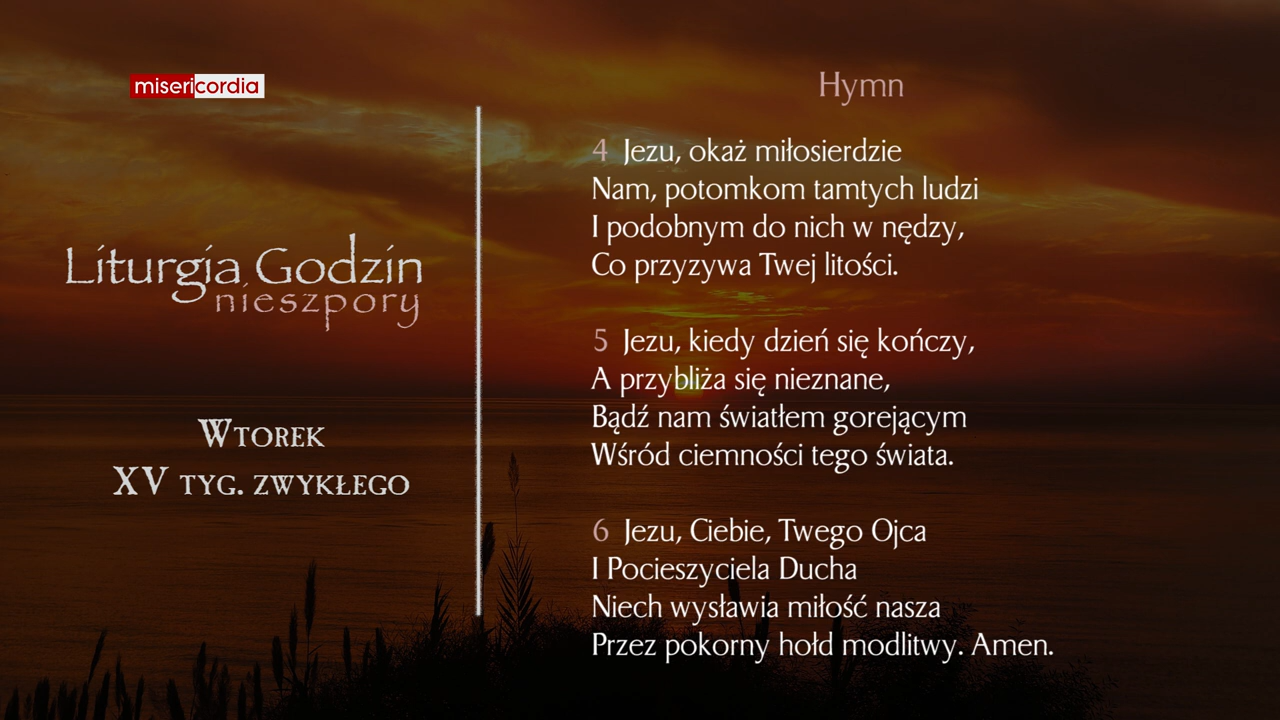 misericordia
Liturgia Godzin
nieszpory
Wtorek
XV tyg. zwykłego
Hymn
4 Jezu, okaż miłosierdzie
Nam, potomkom tamtych ludzi
I podobnym do nich w nędzy,
Co przyzywa Twej litości.
5 Jezu, kiedy dzień się kończy,
A przybliża się nieznane,
Bądź nam światłem gorejącym
Wśród ciemności tego świata.
6 Jezu, Ciebie, Twego Ojca
I Pocieszyciela Ducha
Niech wysławia miłość nasza
Przez pokorny hołd modlitwy. Amen.